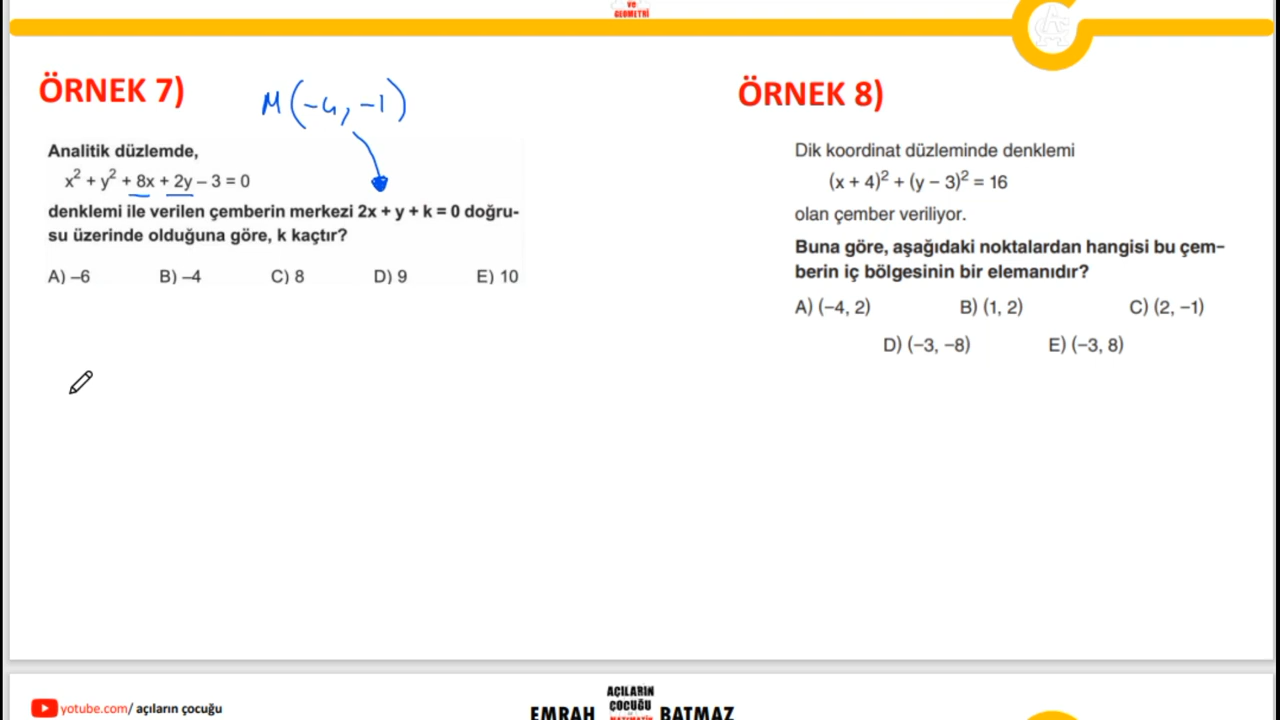 VE
GEOMETRİ
ÖRNEK 7)
M(-4, -1)
Analitik düzlemde,
x² + y² + 8x + 2y – 3 = 0
denklemi ile verilen çemberin merkezi 2x + y + k = 0 doğru-
su üzerinde olduğuna göre, k kaçtır?
A) –6 B) –4 C) 8 D) 9 E) 10
ÖRNEK 8)
Dik koordinat düzleminde denklemi
(x + 4)² + (y – 3)² = 16
olan çember veriliyor.
Buna göre, aşağıdaki noktalardan hangisi bu çem-
berin iç bölgesinin bir elemanıdır?
A) (–4, 2) B) (1, 2) C) (2, –1)
D) (–3, –8) E) (–3, 8)
yotube.com/ açıların çocuğu
AÇILARIN
ÇOCUĞU
EMRAH MATEMATİK BATMAZ